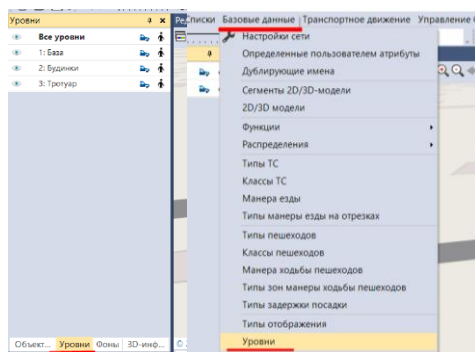 Уровни
Все уровни
1: База
2: Будинки
3: Тротуар
Объект... Уровни Фоны 3D-инф...
Списки Базовые данные Транспортное движение Управление
Настройки сети
Определенные пользователем атрибуты
Дублирующие имена
Сегменты 2D/3D-модели
2D/3D модели
Функции
Распределения
Типы ТС
Классы ТС
Манера езды
Типы манеры езды на отрезках
Типы пешеходов
Классы пешеходов
Манера ходьбы пешеходов
Типы зон манеры ходьбы пешеходов
Типы задержки посадки
Типы отображения
Уровни